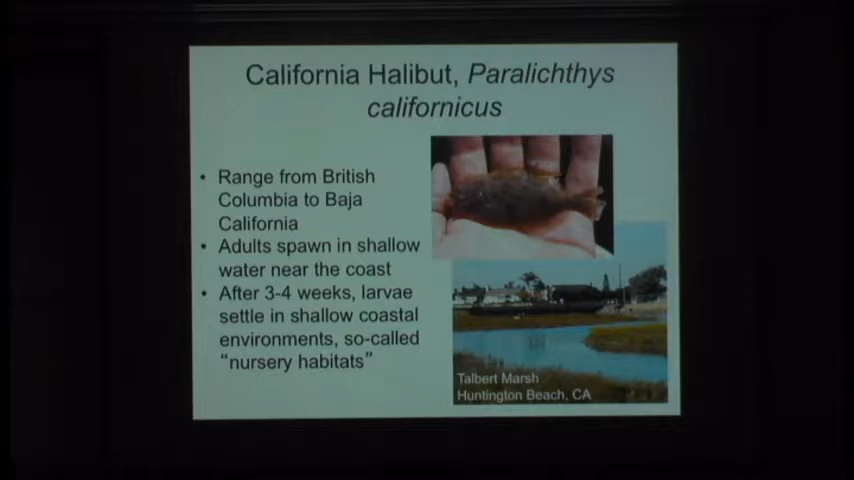 California Halibut, Paralichthys
californicus
• Range from British
Columbia to Baja
California
• Adults spawn in shallow
water near the coast
• After 3-4 weeks, larvae
settle in shallow coastal
environments, so-called
“nursery habitats”
Talbert Marsh
Huntington Beach, CA